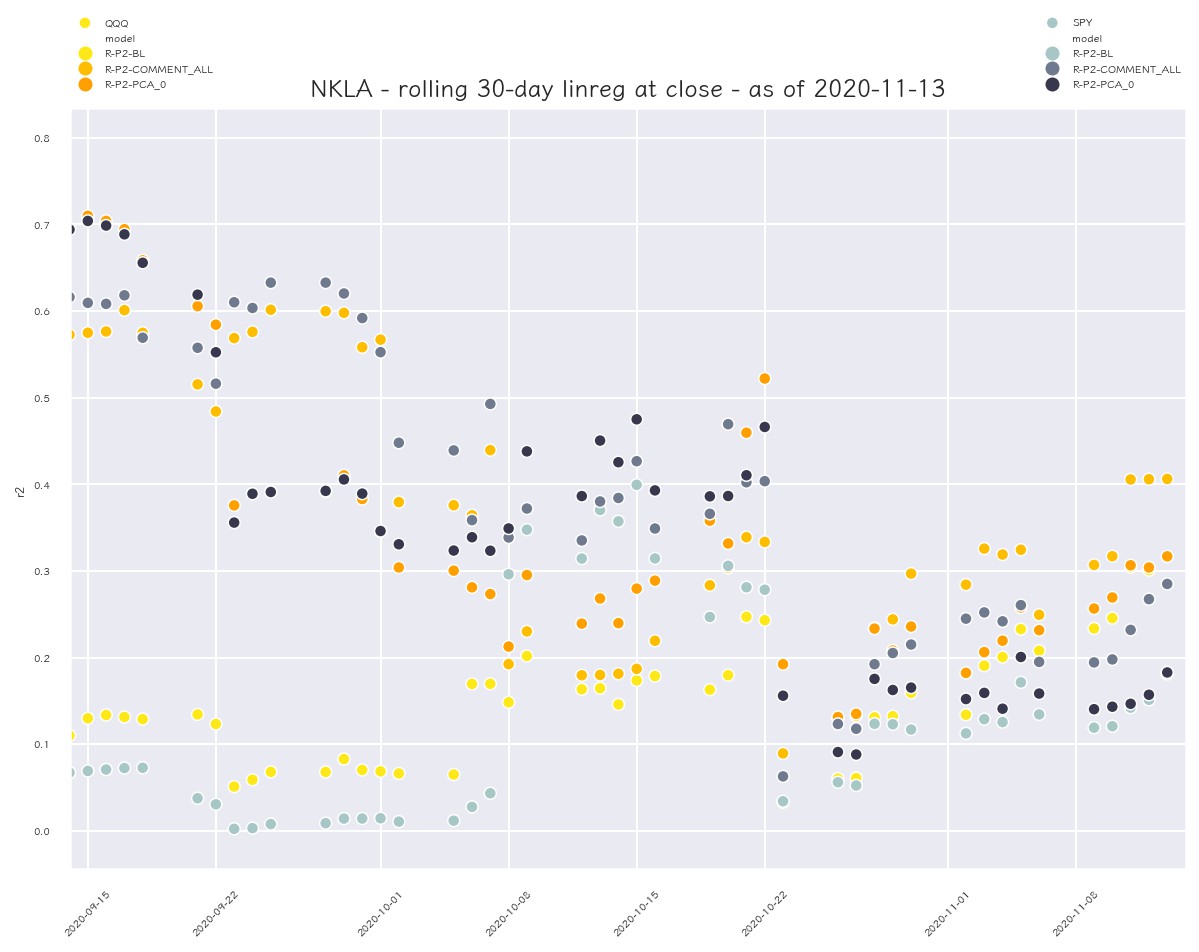 QQQ
model
R-P2-BL
R-P2-COMMENT_ALL
R-P2-PCA_0
SPY
model
R-P2-BL
R-P2-COMMENT_ALL
R-P2-PCA_0
NKLA - rolling 30-day linreg at close - as of 2020-11-13
0.8
0.7
0.6
0.5
0.4
0.3
0.2
0.1
0.0
r2
2020-09-15
2020-09-22
2020-10-01
2020-10-08
2020-10-15
2020-10-22
2020-11-01
2020-11-08